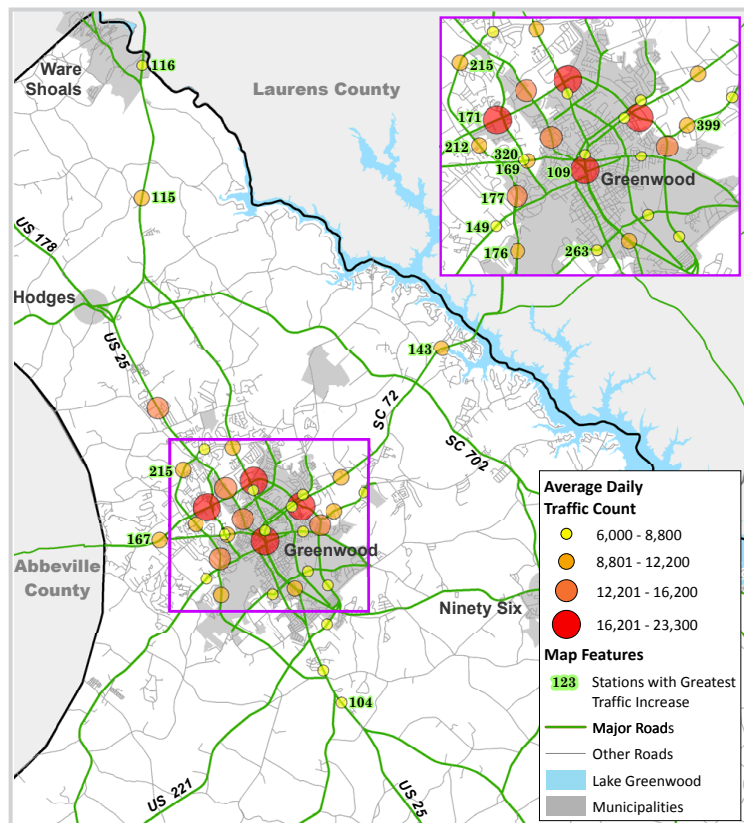 116
Ware
Shoals
Laurens County
215
171
399
212
320
169
109
Greenwood
177
149
176
263
115
US 178
Hodges
US 25
143
SC 72
SC 702
215
167
Greenwood
Abbeville
County
Ninety Six
104
US 221
US 25
Average Daily
Traffic Count
6,000 - 8,800
8,801 - 12,200
12,201 - 16,200
16,201 - 23,300
Map Features
123 Stations with Greatest
Traffic Increase
Major Roads
Other Roads
Lake Greenwood
Municipalities